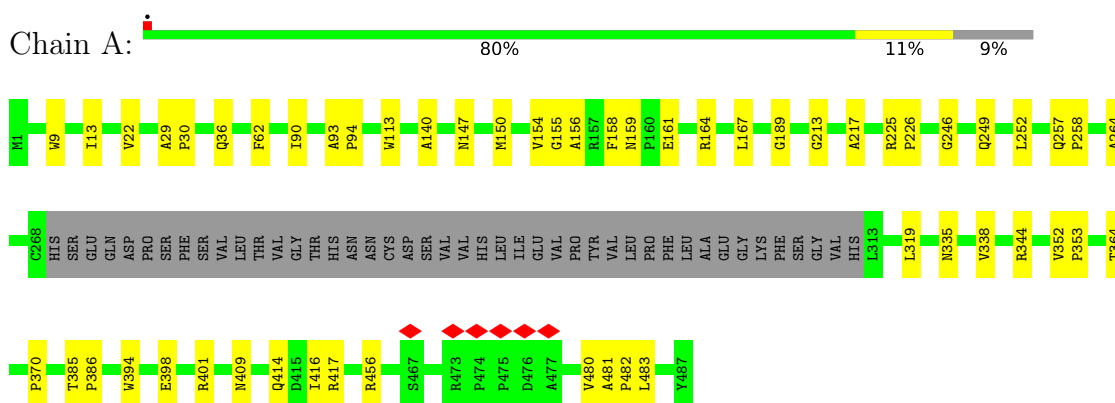 Chain A:
80% 11% 9%
M1 W9 I13 V22 A29 P30 Q36 F62 I90 A93 P94 W113 A140 N147 M150 V154 G155 A156 R157 F158 N159 P160 E161 R164 L167 G189 G213 A217 R225 P226 G246 Q249 L252 Q257 P258
C268 HIS SER GLU GLN ASP PRO SER PHE SER VAL LEU THR VAL GLY THR HIS ASN ASN CYS ASP SER VAL VAL HIS LEU ILE GLU VAL PRO TYR VAL LEU PRO PHE LEU ALA GLU GLY LYS PHE SER GLY VAL HIS L313 L319 N335 V338 R344 V352 P353 T364
P370 T385 P386 W394 E398 R401 N409 Q414 D415 I416 R417 R456 S467 R473 P474 P475 D476 A477 V480 A481 P482 L483 Y487